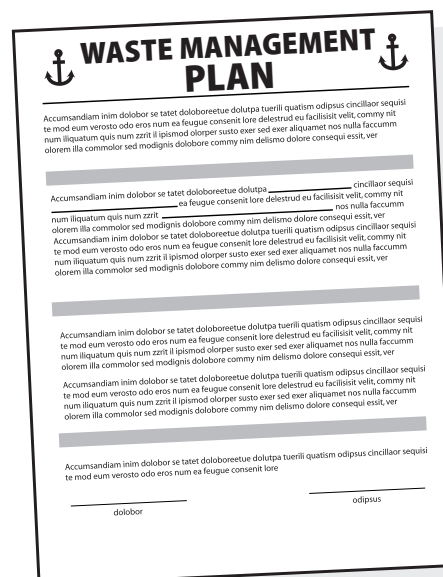 WASTE MANAGEMENT
PLAN
Accumsandiam inim dolobor se tatet doloboreetue dolutpa tuerili quatism odipsus cincillaor sequisi
te mod eum verosto odo eros num ea feugue consenit lore delestrud eu facilisisit velit, commy nit
num iliquatum quis num zzrit il ipismod olorper susto exer sed exer aliquamet nos nulla faccumm
olorem illa commolor sed modignis dolobore commy nim delismo dolore consequi essit, ver
Accumsandiam inim dolobor se tatet doloboreetue dolutpa cincillaor sequisi
ea feugue consenit lore delestrud eu facilisisit velit, commy nit
num iliquatum quis num zzrit nos nulla faccumm
olorem illa commolor sed modignis dolobore commy nim delismo dolore consequi essit, ver
Accumsandiam inim dolobor se tatet doloboreetue dolutpa tuerili quatism odipsus cincillaor sequisi
te mod eum verosto odo eros num ea feugue consenit lore delestrud eu facilisisit velit, commy nit
num iliquatum quis num zzrit il ipismod olorper susto exer sed exer aliquamet nos nulla faccumm
olorem illa commolor sed modignis dolobore commy nim delismo dolore consequi essit, ver
Accumsandiam inim dolobor se tatet doloboreetue dolutpa tuerili quatism odipsus cincillaor sequisi
te mod eum verosto odo eros num ea feugue consenit lore delestrud eu facilisisit velit, commy nit
num iliquatum quis num zzrit il ipismod olorper susto exer sed exer aliquamet nos nulla faccumm
olorem illa commolor sed modignis dolobore commy nim delismo dolore consequi essit, ver
Accumsandiam inim dolobor se tatet doloboreetue dolutpa tuerili quatism odipsus cincillaor sequisi
te mod eum verosto odo eros num ea feugue consenit lore delestrud eu facilisisit velit, commy nit
num iliquatum quis num zzrit il ipismod olorper susto exer sed exer aliquamet nos nulla faccumm
olorem illa commolor sed modignis dolobore commy nim delismo dolore consequi essit, ver
Accumsandiam inim dolobor se tatet doloboreetue dolutpa tuerili quatism odipsus cincillaor sequisi
te mod eum verosto odo eros num ea feugue consenit lore
dolobor
odipsus